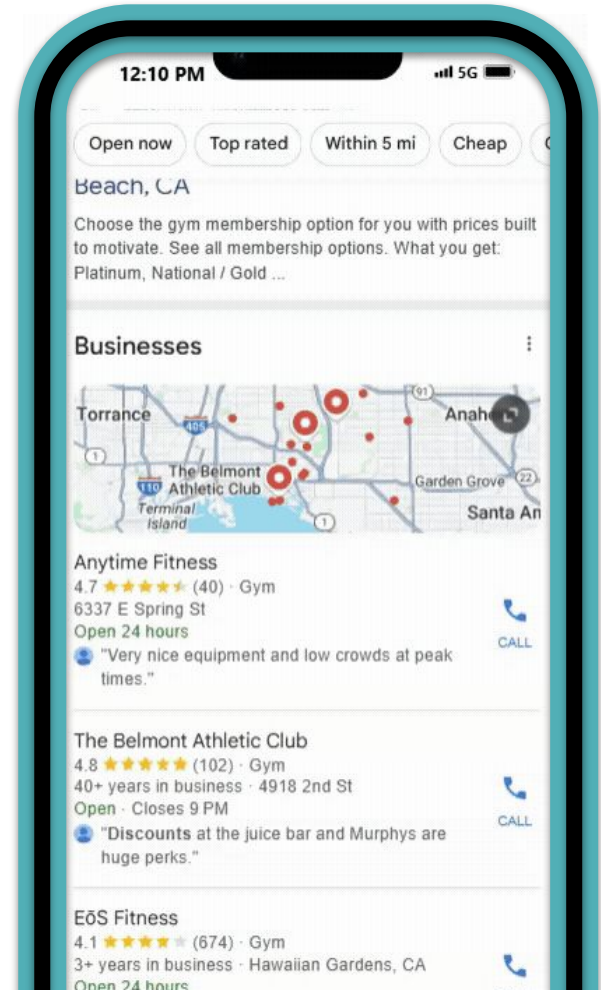 12:10 PM
5G
Open now
Top rated
Within 5 mi
Cheap
Beach, CA
Choose the gym membership option for you with prices built
to motivate. See all membership options. What you get:
Platinum, National / Gold ...
Businesses
Torrance
405
91
Anahe
1
The Belmont
Athletic Club
110
Garden Grove
22
Terminal
Island
1
Santa An
Anytime Fitness
4.7 ★★★★★ (40) · Gym
6337 E Spring St
Open 24 hours
CALL
"Very nice equipment and low crowds at peak
times."
The Belmont Athletic Club
4.8 ★★★★★ (102) · Gym
40+ years in business · 4918 2nd St
Open · Closes 9 PM
CALL
"Discounts at the juice bar and Murphys are
huge perks."
EōS Fitness
4.1 ★★★★★ (674) · Gym
3+ years in business · Hawaiian Gardens, CA
Open 24 hours